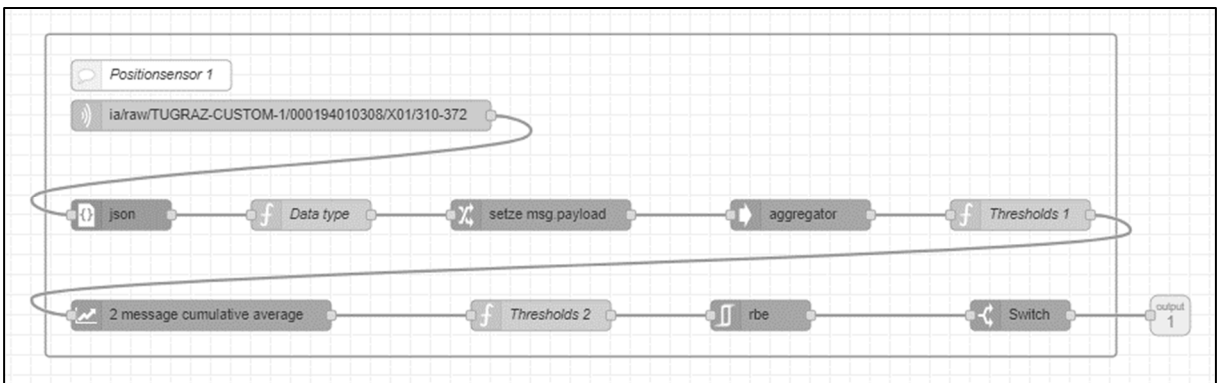 Positionsensor 1
ia/raw/TUGRAZ-CUSTOM-1/000194010308/X01/310-372
json
Data type
setze msg.payload
aggregator
Thresholds 1
2 message cumulative average
Thresholds 2
rbe
Switch
output
1